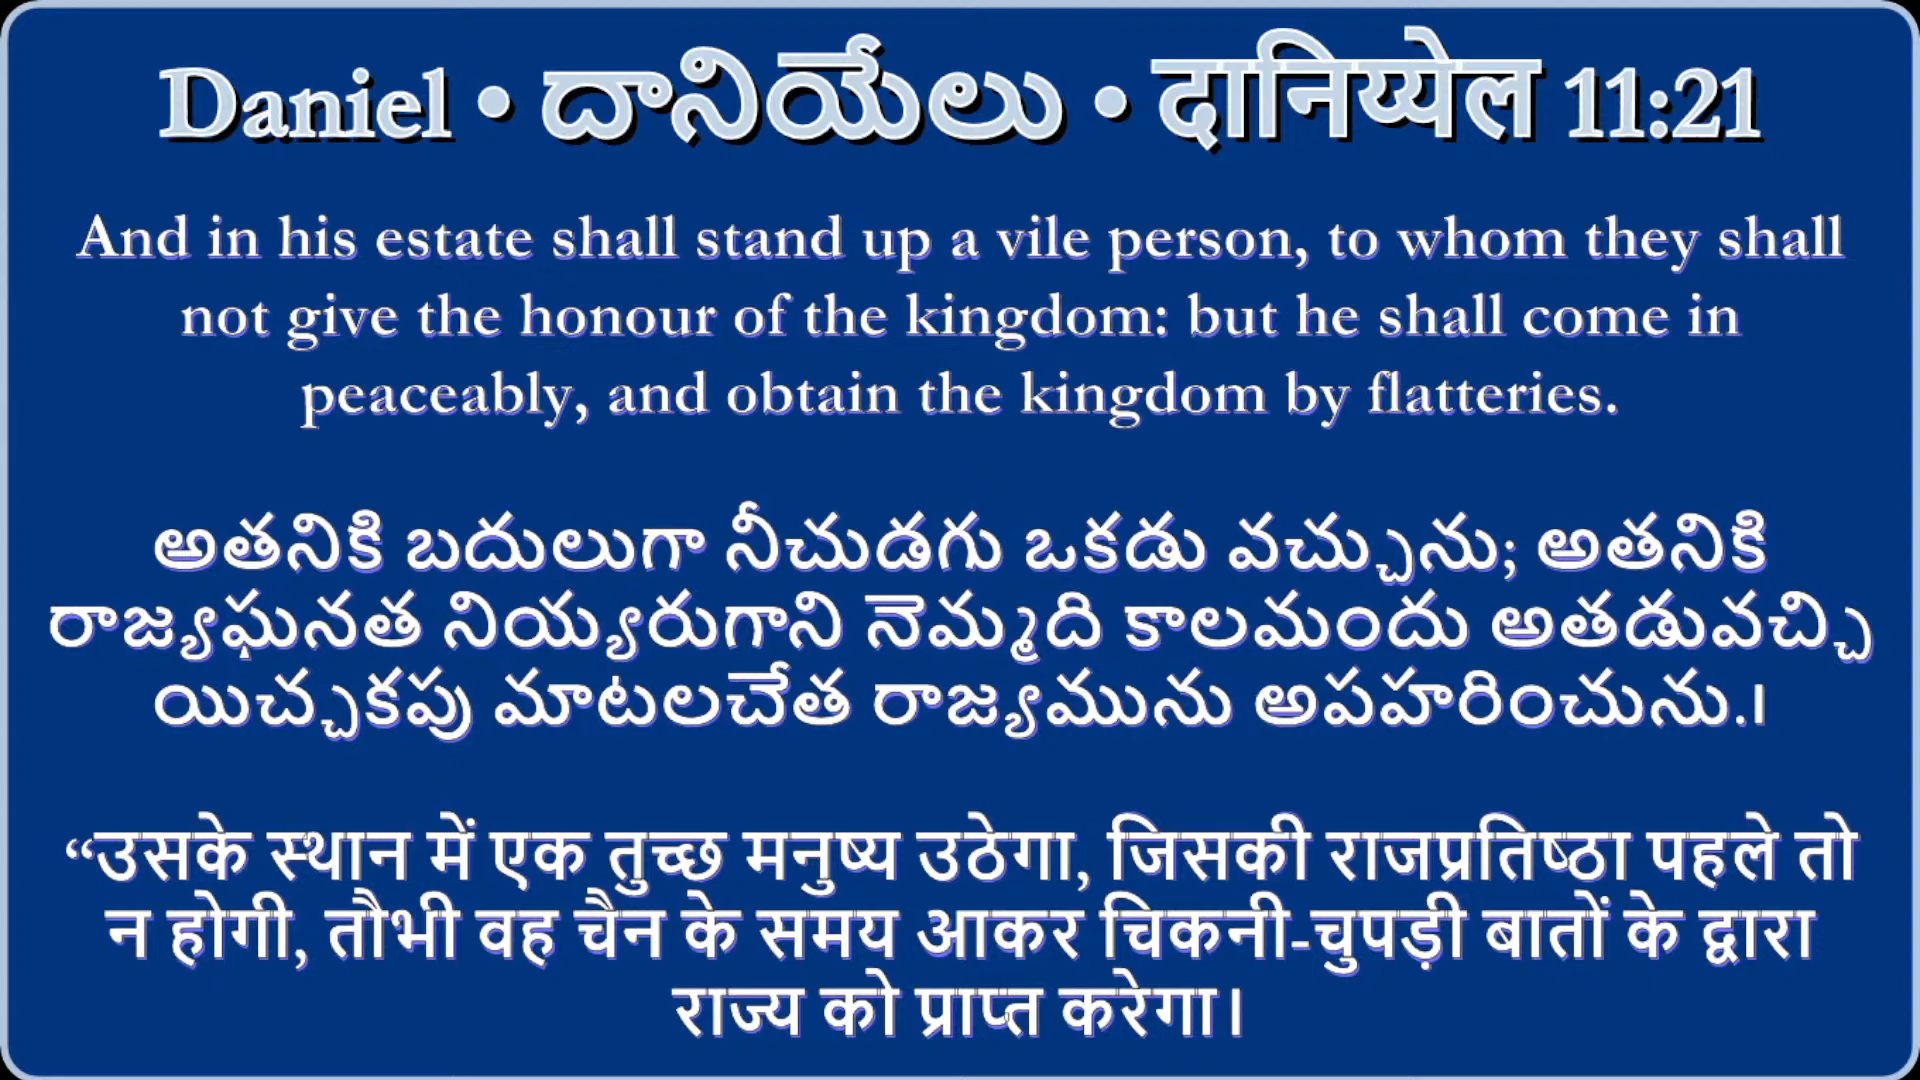 Daniel • దానియేలు • दानिय्येल 11:21
And in his estate shall stand up a vile person, to whom they shall
not give the honour of the kingdom: but he shall come in
peaceably, and obtain the kingdom by flatteries.
అతనికి బదులుగా నీచుడగు ఒకడు వచ్చును; అతనికి
రాజ్యఘనత నియ్యరుగాని నెమ్మది కాలమందు అతడువచ్చి
యిచ్చకపు మాటలచేత రాజ్యమును అపహరించును.।
“उसके स्थान में एक तुच्छ मनुष्य उठेगा, जिसकी राजप्रतिष्‍ठा पहले तो
न होगी, तौभी वह चैन के समय आकर चिकनी-चुपड़ी बातों के द्वारा
राज्य को प्राप्‍त करेगा।